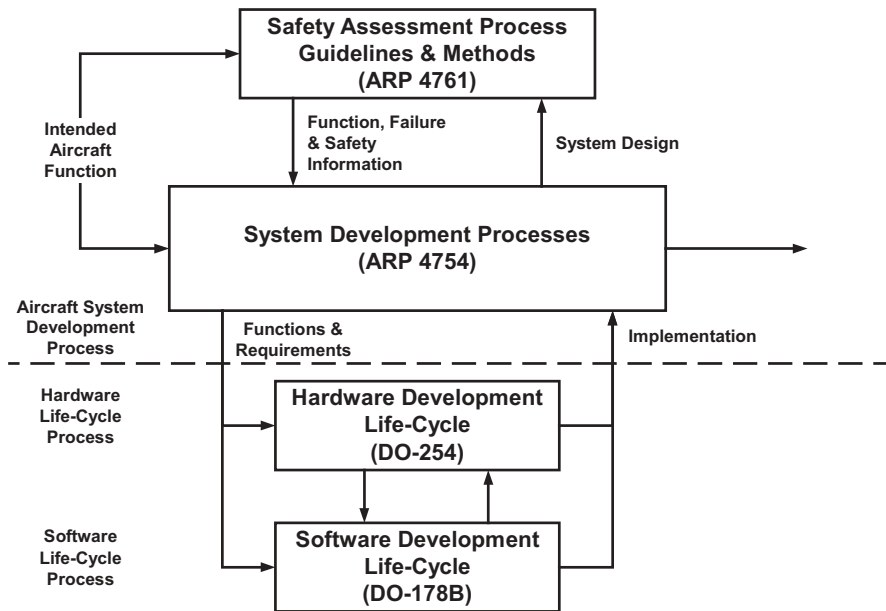 Safety Assessment Process
Guidelines & Methods
(ARP 4761)
Intended
Aircraft
Function
Function, Failure
& Safety
Information
System Design
System Development Processes
(ARP 4754)
Aircraft System
Development
Process
Functions &
Requirements
Implementation
Hardware
Life-Cycle
Process
Hardware Development
Life-Cycle
(DO-254)
Software
Life-Cycle
Process
Software Development
Life-Cycle
(DO-178B)